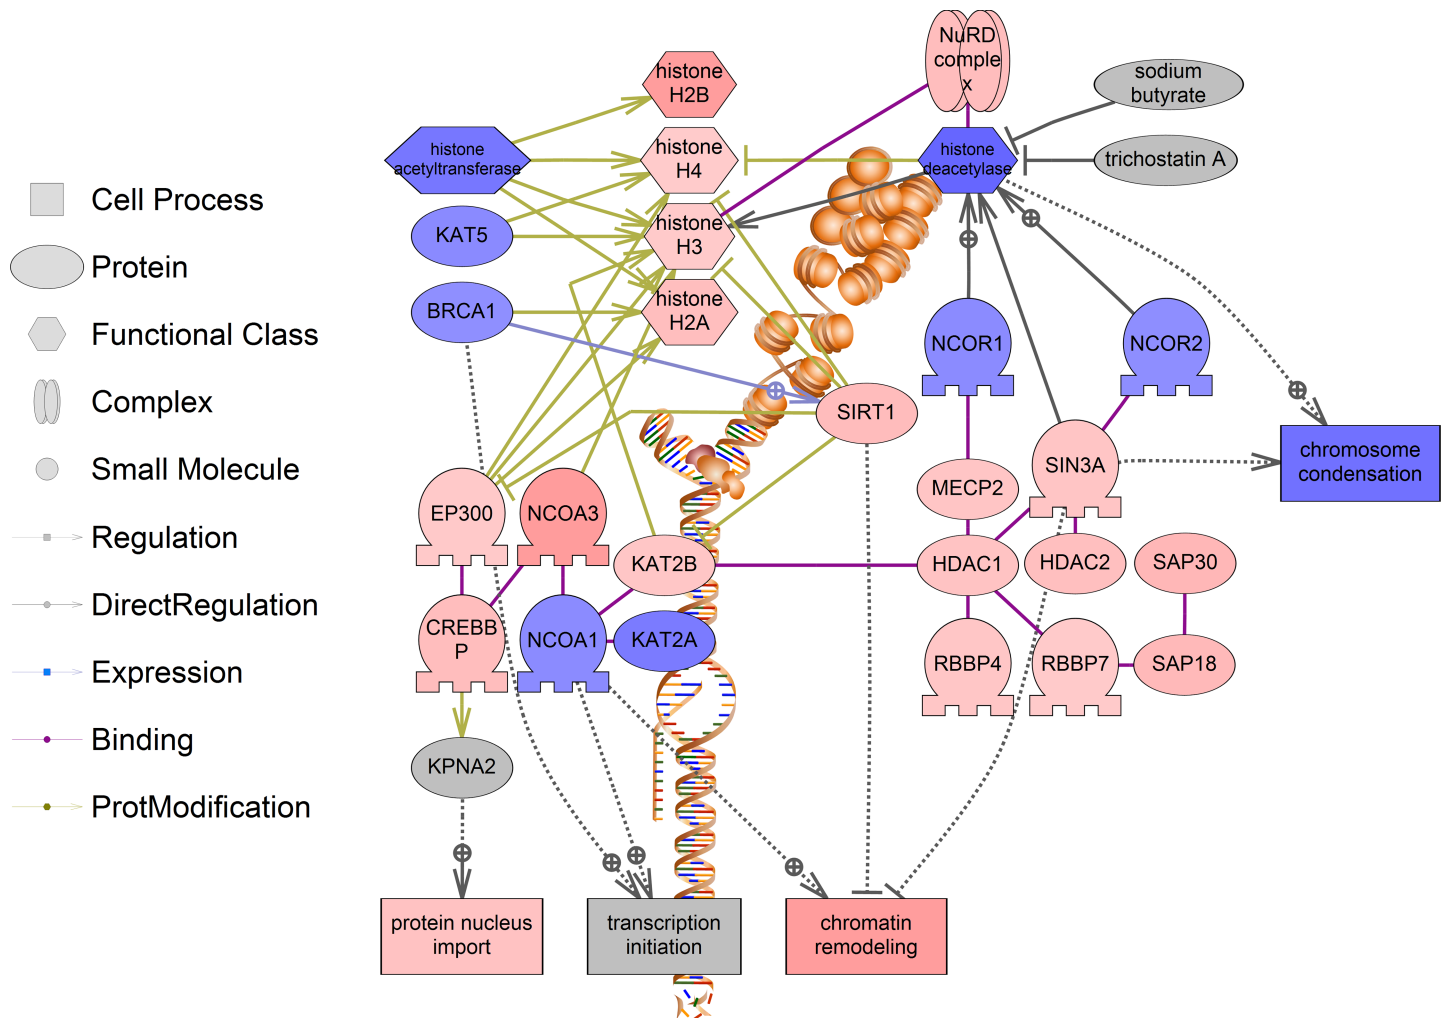 Cell Process
Protein
Functional Class
Complex
Small Molecule
Regulation
DirectRegulation
Expression
Binding
ProtModification
histone
H2B
histone
acetyltransferase
histone
H4
KAT5
histone
H3
BRCA1
histone
H2A
NuRD
comple
x
sodium
butyrate
histone
deacetylase
trichostatin A
NCOR1
NCOR2
SIRT1
chromosome
condensation
SIN3A
MECP2
EP300
NCOA3
KAT2B
HDAC1
HDAC2
SAP30
CREBB
P
NCOA1
KAT2A
RBBP4
RBBP7
SAP18
KPNA2
protein nucleus
import
transcription
initiation
chromatin
remodeling